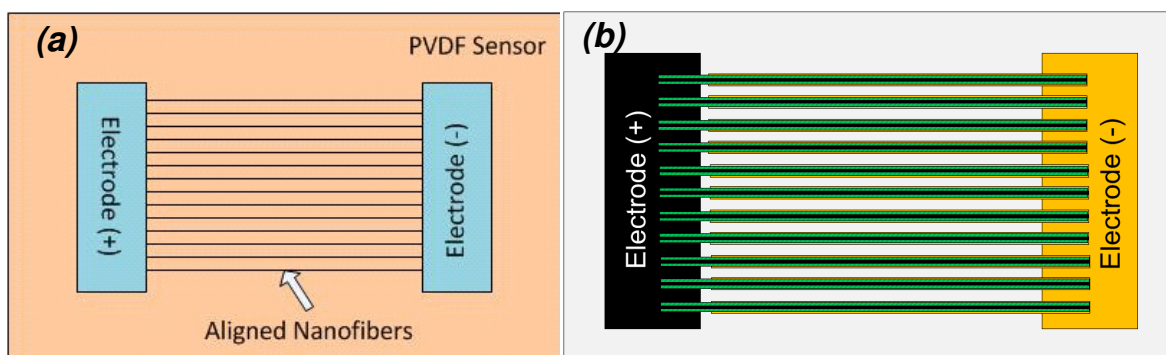 (a)
PVDF Sensor
Electrode (+)
Electrode (-)
Aligned Nanofibers
(b)
Electrode (+)
Electrode (-)